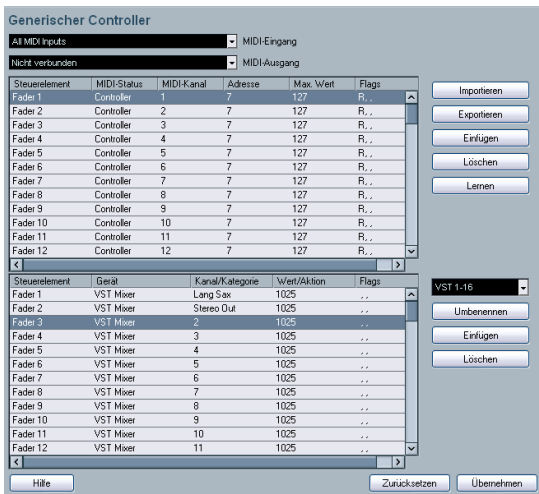 Generischer Controller
All MIDI Inputs MIDI-Eingang
Nicht verbunden MIDI-Ausgang
Steuerelement MIDI-Status MIDI-Kanal Adresse Max. Wert Flags
Fader 1 Controller 1 7 127 R, ,
Fader 2 Controller 2 7 127 R, ,
Fader 3 Controller 3 7 127 R, ,
Fader 4 Controller 4 7 127 R, ,
Fader 5 Controller 5 7 127 R, ,
Fader 6 Controller 6 7 127 R, ,
Fader 7 Controller 7 7 127 R, ,
Fader 8 Controller 8 7 127 R, ,
Fader 9 Controller 9 7 127 R, ,
Fader 10 Controller 10 7 127 R, ,
Fader 11 Controller 11 7 127 R, ,
Fader 12 Controller 12 7 127 R, ,
Importieren
Exportieren
Einfügen
Löschen
Lernen
Steuerelement Gerät Kanal/Kategorie Wert/Aktion Flags
Fader 1 VST Mixer Lang Sax 1025 , ,
Fader 2 VST Mixer Stereo Out 1025 , ,
Fader 3 VST Mixer 2 1025 , ,
Fader 4 VST Mixer 3 1025 , ,
Fader 5 VST Mixer 4 1025 , ,
Fader 6 VST Mixer 5 1025 , ,
Fader 7 VST Mixer 6 1025 , ,
Fader 8 VST Mixer 7 1025 , ,
Fader 9 VST Mixer 8 1025 , ,
Fader 10 VST Mixer 9 1025 , ,
Fader 11 VST Mixer 10 1025 , ,
Fader 12 VST Mixer 11 1025 , ,
VST 1-16
Umbenennen
Einfügen
Löschen
Hilfe Zurücksetzen Übernehmen